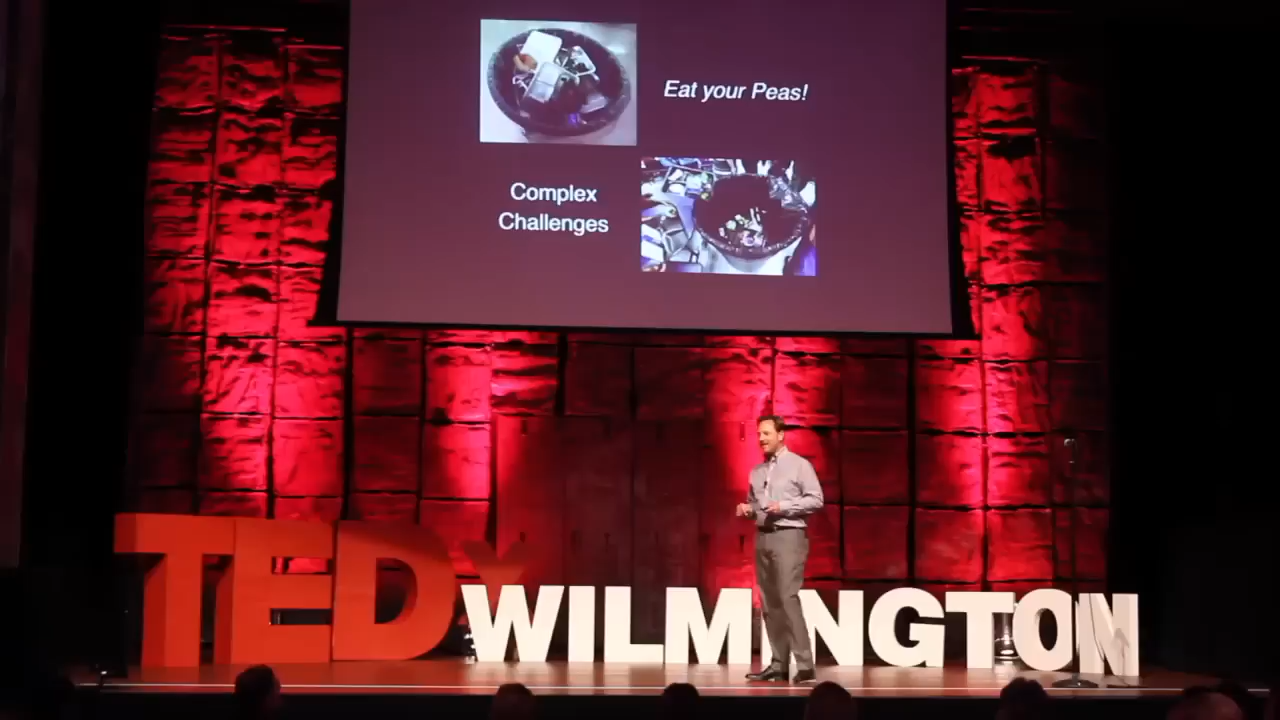 Eat your Peas!
Complex
Challenges
TEDx
WILMINGTON